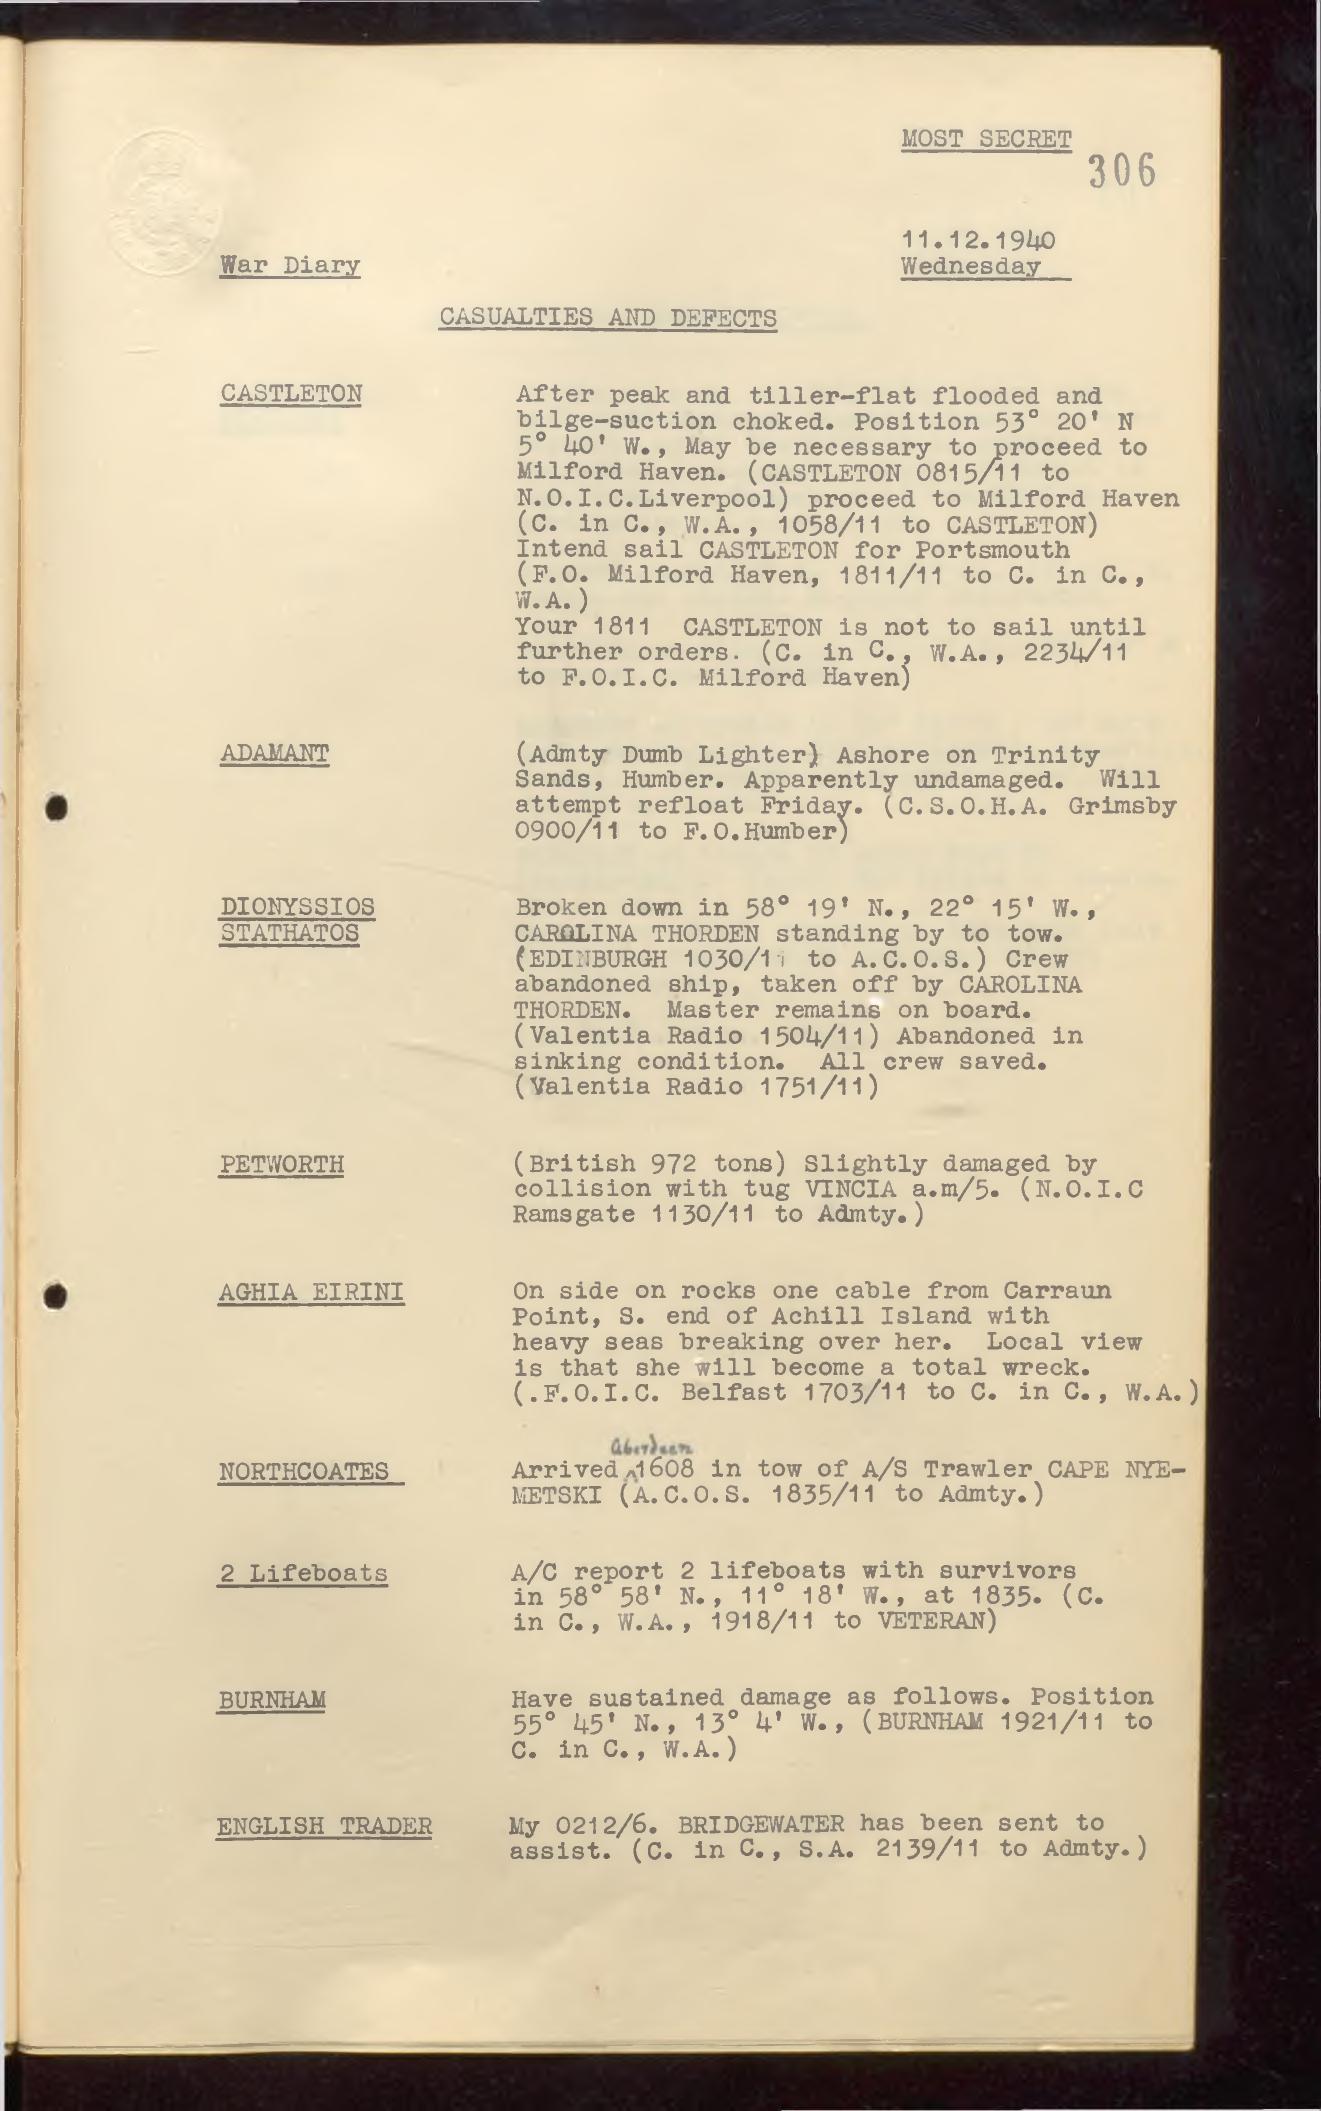 MOST SECRET
306
11.12.1940
War Diary
Wednesday
CASUALTIES AND DEFECTS
CASTLETON
After peak and tiller-flat flooded and
bilge-suction choked. Position 53° 20' N
5° 40' W., May be necessary to proceed to
Milford Haven. (CASTLETON 0815/11 to
N.O.I.C.Liverpool) proceed to Milford Haven
(C. in C., W.A., 1058/11 to CASTLETON)
Intend sail CASTLETON for Portsmouth
(F.O. Milford Haven, 1811/11 to C. in C.,
W.A.)
Your 1811 CASTLETON is not to sail until
further orders. (C. in C., W.A., 2234/11
to F.O.I.C. Milford Haven)
ADAMANT
(Admty Dumb Lighter) Ashore on Trinity
Sands, Humber. Apparently undamaged. Will
attempt refloat Friday. (C.S.O.H.A. Grimsby
0900/11 to F.O.Humber)
DIONYSSIOS
STATHATOS
Broken down in 58° 19' N., 22° 15' W.,
CAROLINA THORDEN standing by to tow.
(EDINBURGH 1030/11 to A.C.O.S.) Crew
abandoned ship, taken off by CAROLINA
THORDEN. Master remains on board.
(Valentia Radio 1504/11) Abandoned in
sinking condition. All crew saved.
(Valentia Radio 1751/11)
PETWORTH
(British 972 tons) Slightly damaged by
collision with tug VINCIA a.m/5. (N.O.I.C
Ramsgate 1130/11 to Admty.)
AGHIA EIRINI
On side on rocks one cable from Carraun
Point, S. end of Achill Island with
heavy seas breaking over her. Local view
is that she will become a total wreck.
(.F.O.I.C. Belfast 1703/11 to C. in C., W.A.)
NORTHCOATES
Aberdeen
Arrived 1608 in tow of A/S Trawler CAPE NYE-
METSKI (A.C.O.S. 1835/11 to Admty.)
2 Lifeboats
A/C report 2 lifeboats with survivors
in 58° 58' N., 11° 18' W., at 1835. (C.
in C., W.A., 1918/11 to VETERAN)
BURNHAM
Have sustained damage as follows. Position
55° 45' N., 13° 4' W., (BURNHAM 1921/11 to
C. in C., W.A.)
ENGLISH TRADER
My 0212/6. BRIDGEWATER has been sent to
assist. (C. in C., S.A. 2139/11 to Admty.)